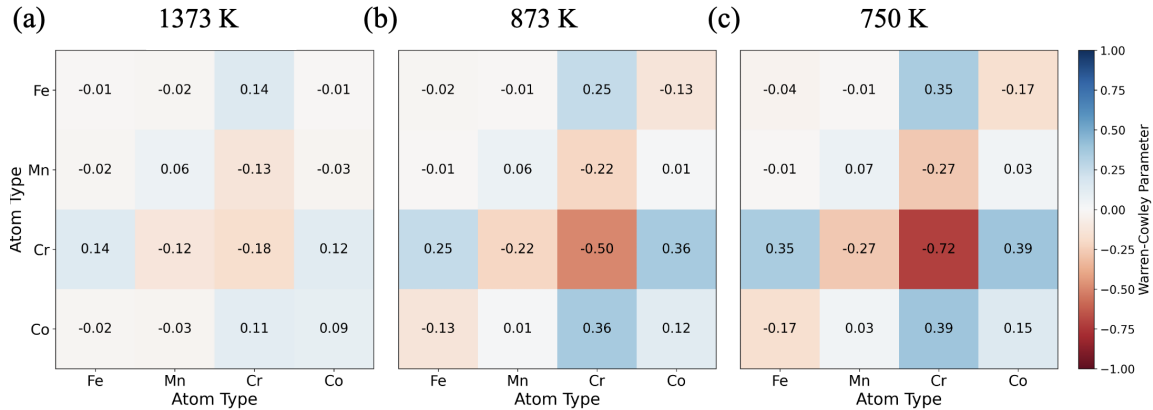 (a) 1373 K
(b) 873 K
(c) 750 K
Fe -0.01 -0.02 0.14 -0.01
Mn -0.02 0.06 -0.13 -0.03
Cr 0.14 -0.12 -0.18 0.12
Co -0.02 -0.03 0.11 0.09
Fe Mn Cr Co
Atom Type
Atom Type
-0.02 -0.01 0.25 -0.13
-0.01 0.06 -0.22 0.01
0.25 -0.22 -0.50 0.36
-0.13 0.01 0.36 0.12
Fe Mn Cr Co
Atom Type
-0.04 -0.01 0.35 -0.17
-0.01 0.07 -0.27 0.03
0.35 -0.27 -0.72 0.39
-0.17 0.03 0.39 0.15
Fe Mn Cr Co
Atom Type
1.00
0.75
0.50
0.25
0.00
−0.25
−0.50
−0.75
−1.00
Warren-Cowley Parameter